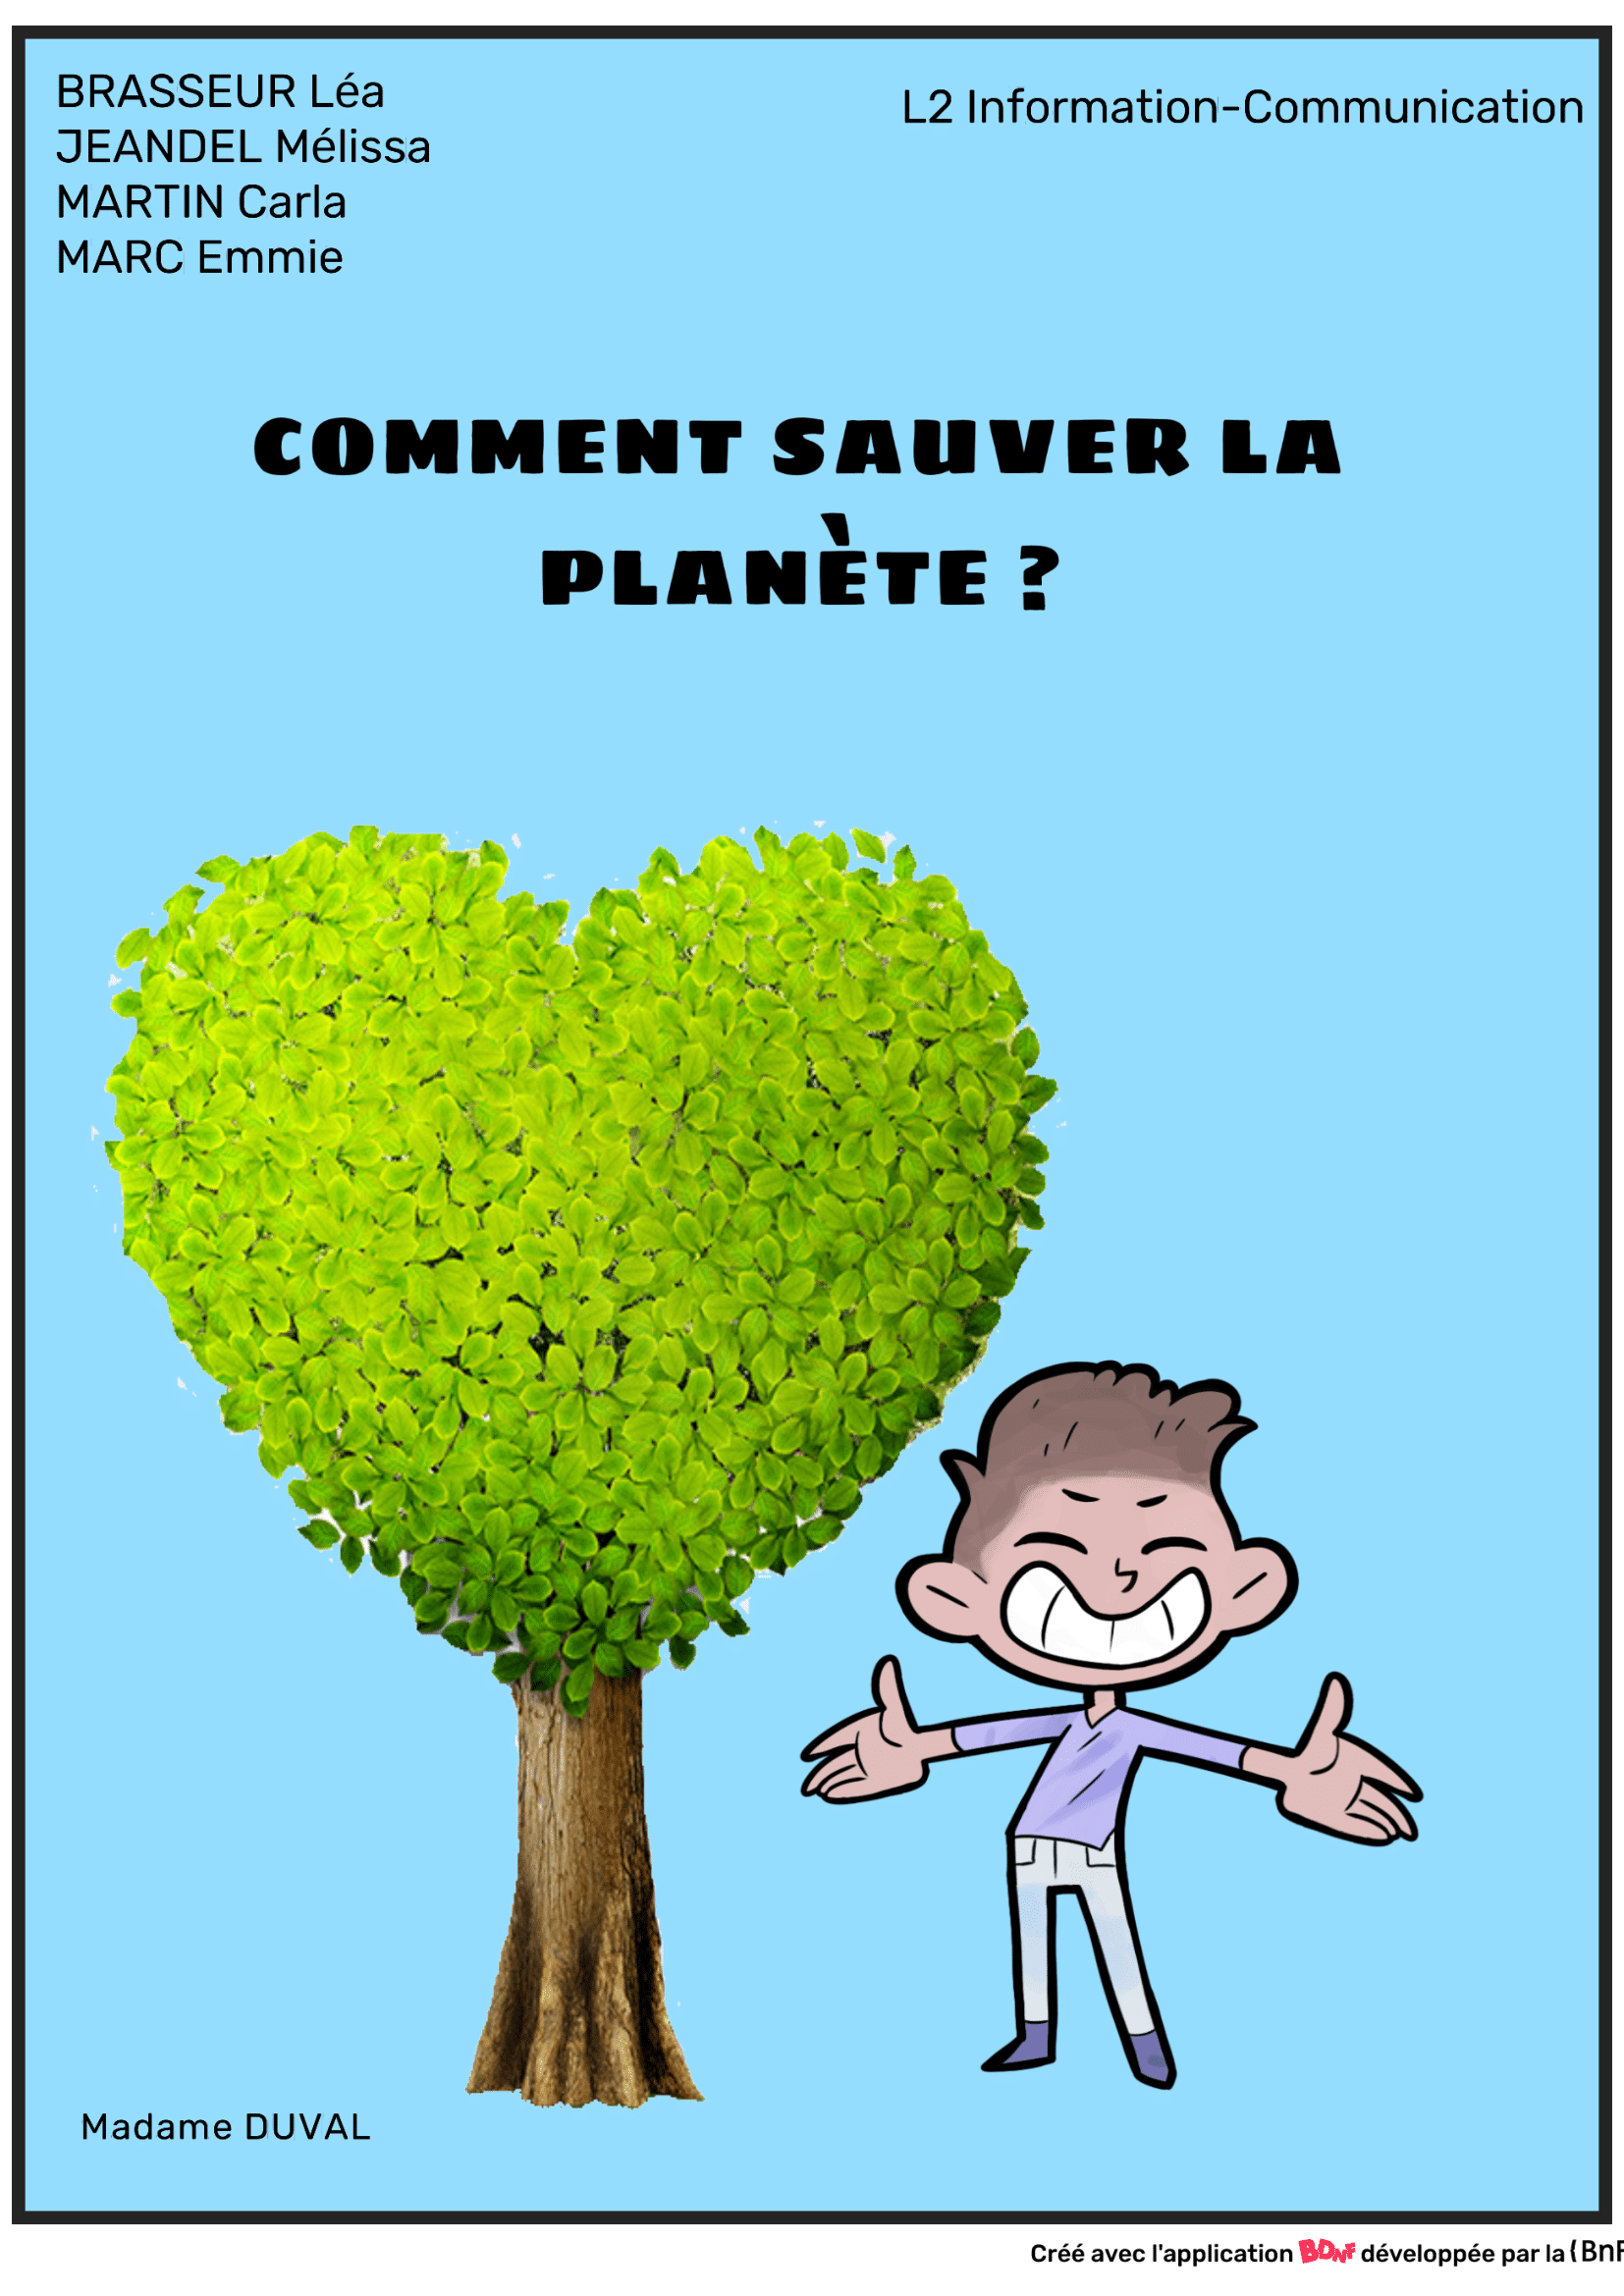 BRASSEUR Léa
JEANDEL Mélissa
MARTIN Carla
MARC Emmie
L2 Information-Communication
COMMENT SAUVER LA
PLANÈTE ?
Madame DUVAL
Créé avec l'application BDnF développée par la (BnF